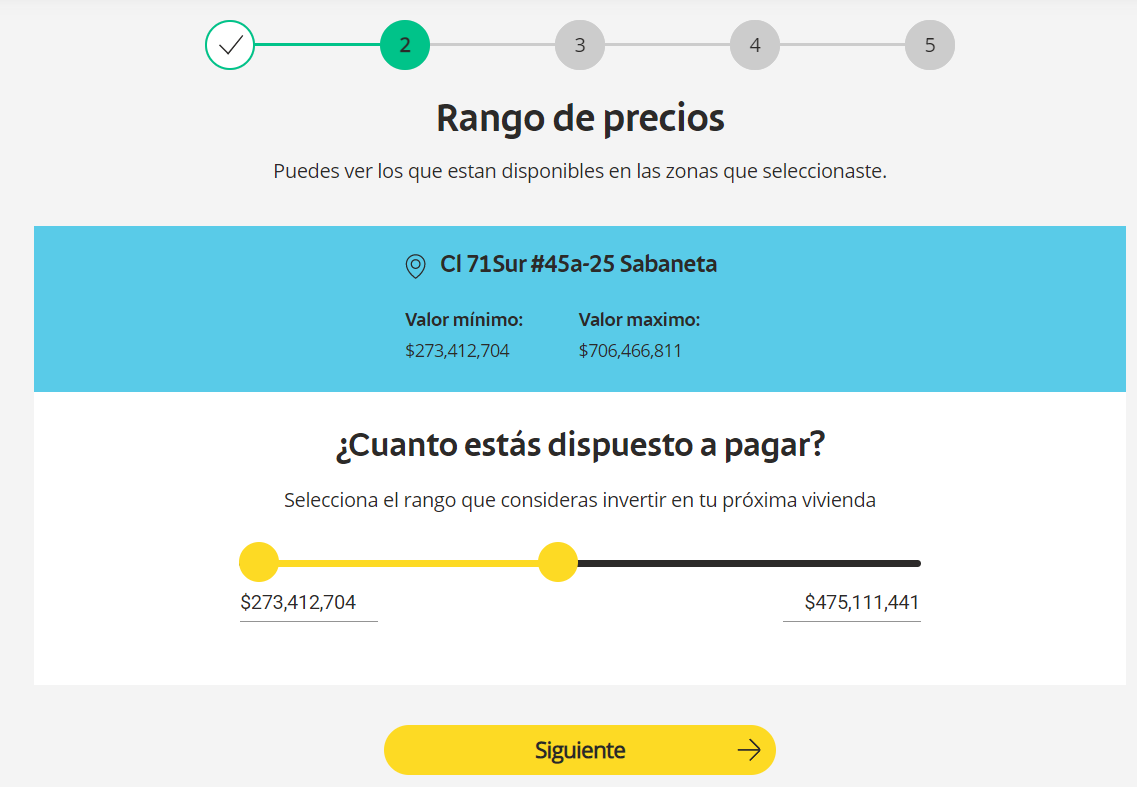 2
3
4
5
Rango de precios
Puedes ver los que estan disponibles en las zonas que seleccionaste.
Cl 71Sur #45a-25 Sabaneta
Valor mínimo: Valor maximo:
$273,412,704 $706,466,811
¿Cuanto estás dispuesto a pagar?
Selecciona el rango que consideras invertir en tu próxima vivienda
$273,412,704 $475,111,441
Siguiente